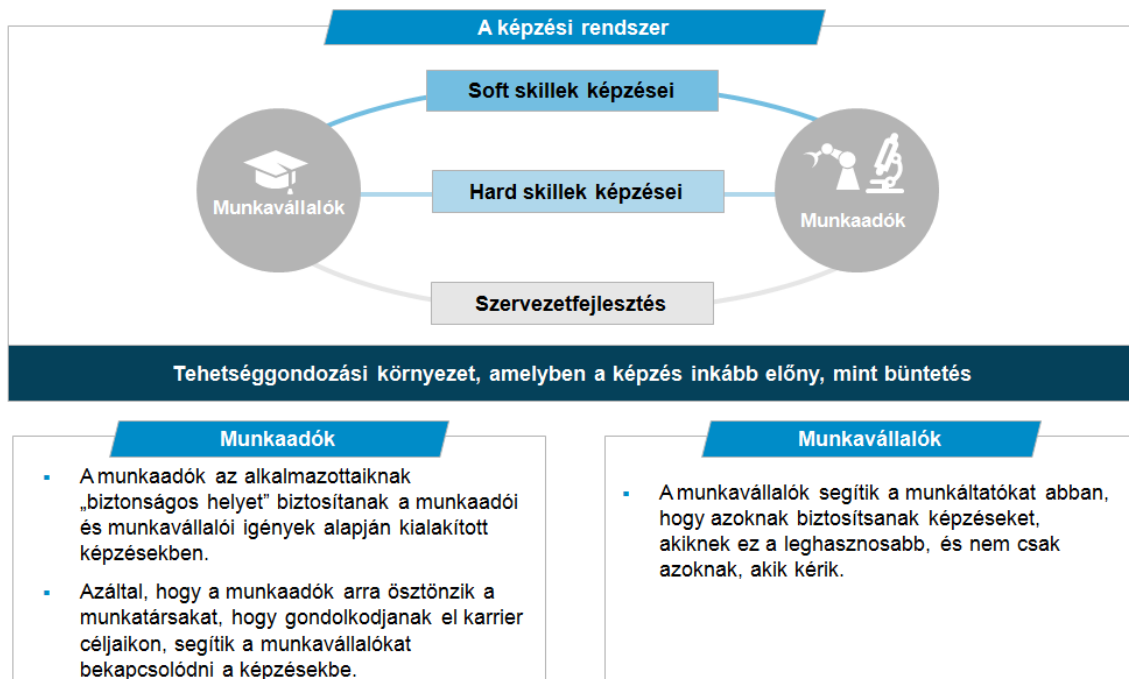 A képzési rendszer
Soft skillek képzései
Munkavállalók
Hard skillek képzései
Munkaadók
Szervezetfejlesztés
Tehetséggondozási környezet, amelyben a képzés inkább előny, mint büntetés
Munkaadók
▪ A munkaadók az alkalmazottaiknak
„biztonságos helyet” biztosítanak a munkaadói
és munkavállalói igények alapján kialakított
képzésekben.
▪ Azáltal, hogy a munkaadók arra ösztönzik a
munkatársakat, hogy gondolkodjanak el karrier
céljaikon, segítik a munkavállalókat
bekapcsolódni a képzésekbe.
Munkavállalók
▪ A munkavállalók segítik a munkáltatókat abban,
hogy azoknak biztosítsanak képzéseket,
akiknek ez a leghasznosabb, és nem csak
azoknak, akik kérik.